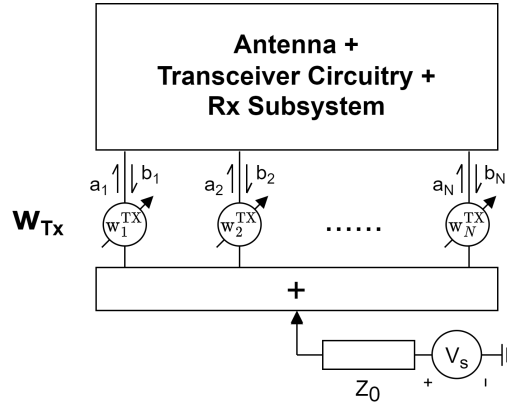 Antenna +
Transceiver Circuitry +
Rx Subsystem
a1 b1 a2 b2 aN bN
wTx w1TX w2TX ...... wNTX
+
Vs
Z0 + -